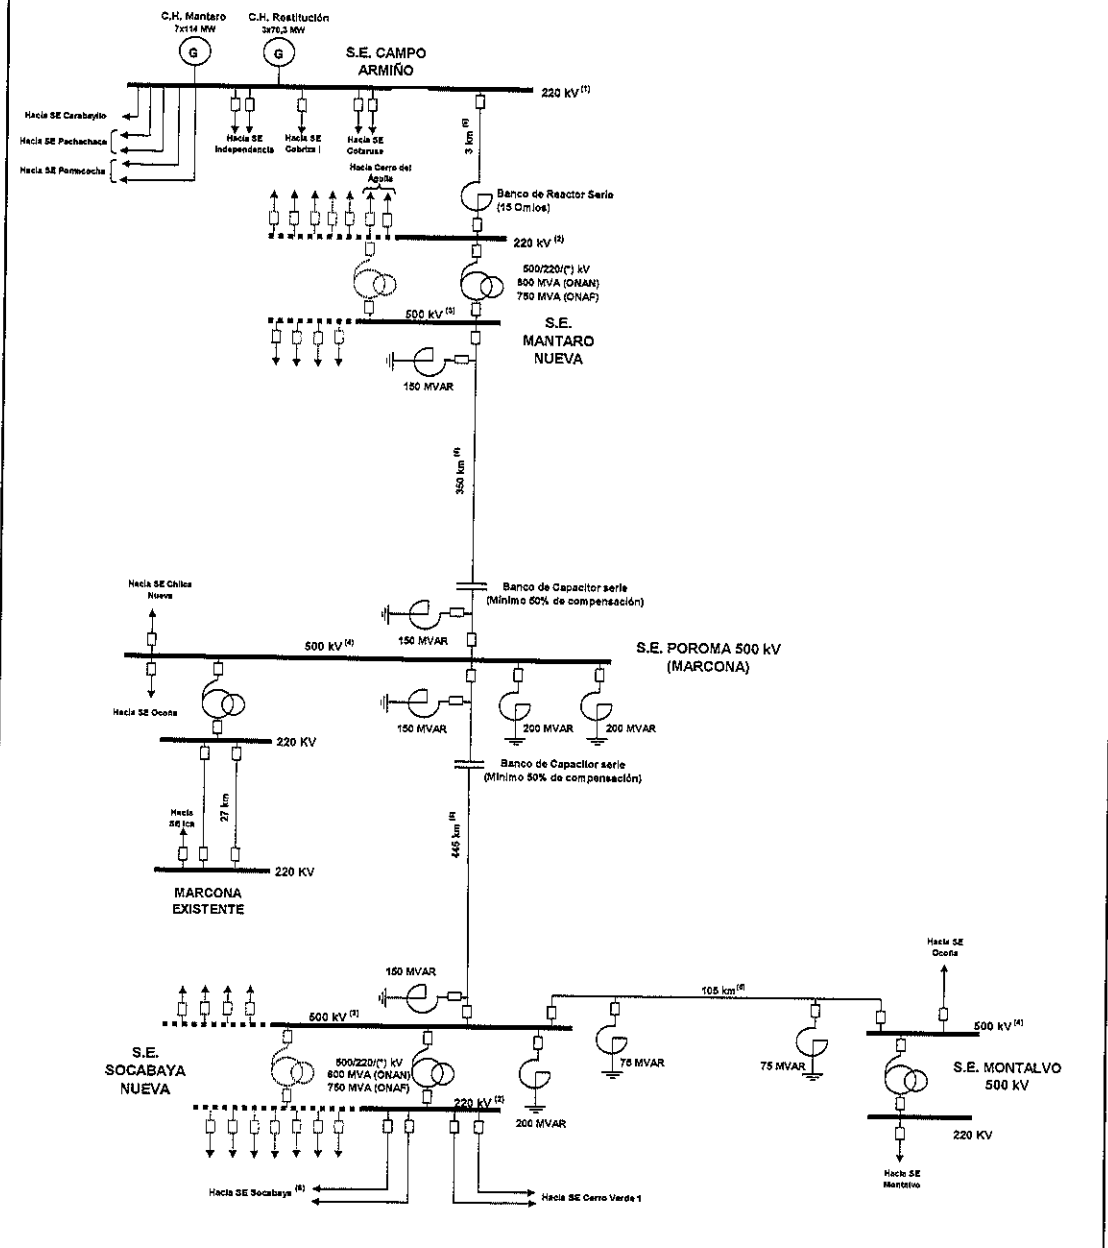 C.H. Mantaro
7x114 MW
C.H. Restitución
3x70,3 MW
G
G
S.E. CAMPO
ARMIÑO
220 kV (1)
Hacia SE Carabayllo
Hacia SE Pachachaca
Hacia SE Pomacocha
Hacia SE
Independencia
Hacia SE
Cobriza I
Hacia SE
Cotaruse
3 km
Hacia Cerro del
Águila
Banco de Reactor Serie
(15 Omios)
220 kV (2)
500/220/(*) kV
600 MVA (ONAN)
750 MVA (ONAF)
500 kV (3)
S.E.
MANTARO
NUEVA
150 MVAR
350 km
Banco de Capacitor serie
(Mínimo 50% de compensación)
Hacia SE Chilca
Nueva
150 MVAR
500 kV (4)
S.E. POROMA 500 kV
(MARCONA)
Hacia SE Ocoña
150 MVAR
200 MVAR
200 MVAR
220 KV
Banco de Capacitor serie
(Mínimo 50% de compensación)
27 km
Hacia
SE Ica
445 km
220 KV
MARCONA
EXISTENTE
Hacia SE
Ocoña
150 MVAR
105 km
500 kV (3)
500 kV (4)
S.E.
SOCABAYA
NUEVA
500/220/(*) kV
600 MVA (ONAN)
750 MVA (ONAF)
75 MVAR
75 MVAR
S.E. MONTALVO
500 kV
220 kV (2)
200 MVAR
220 KV
Hacia SE
Montalvo
Hacia SE Socabaya
Hacia SE Cerro Verde 1